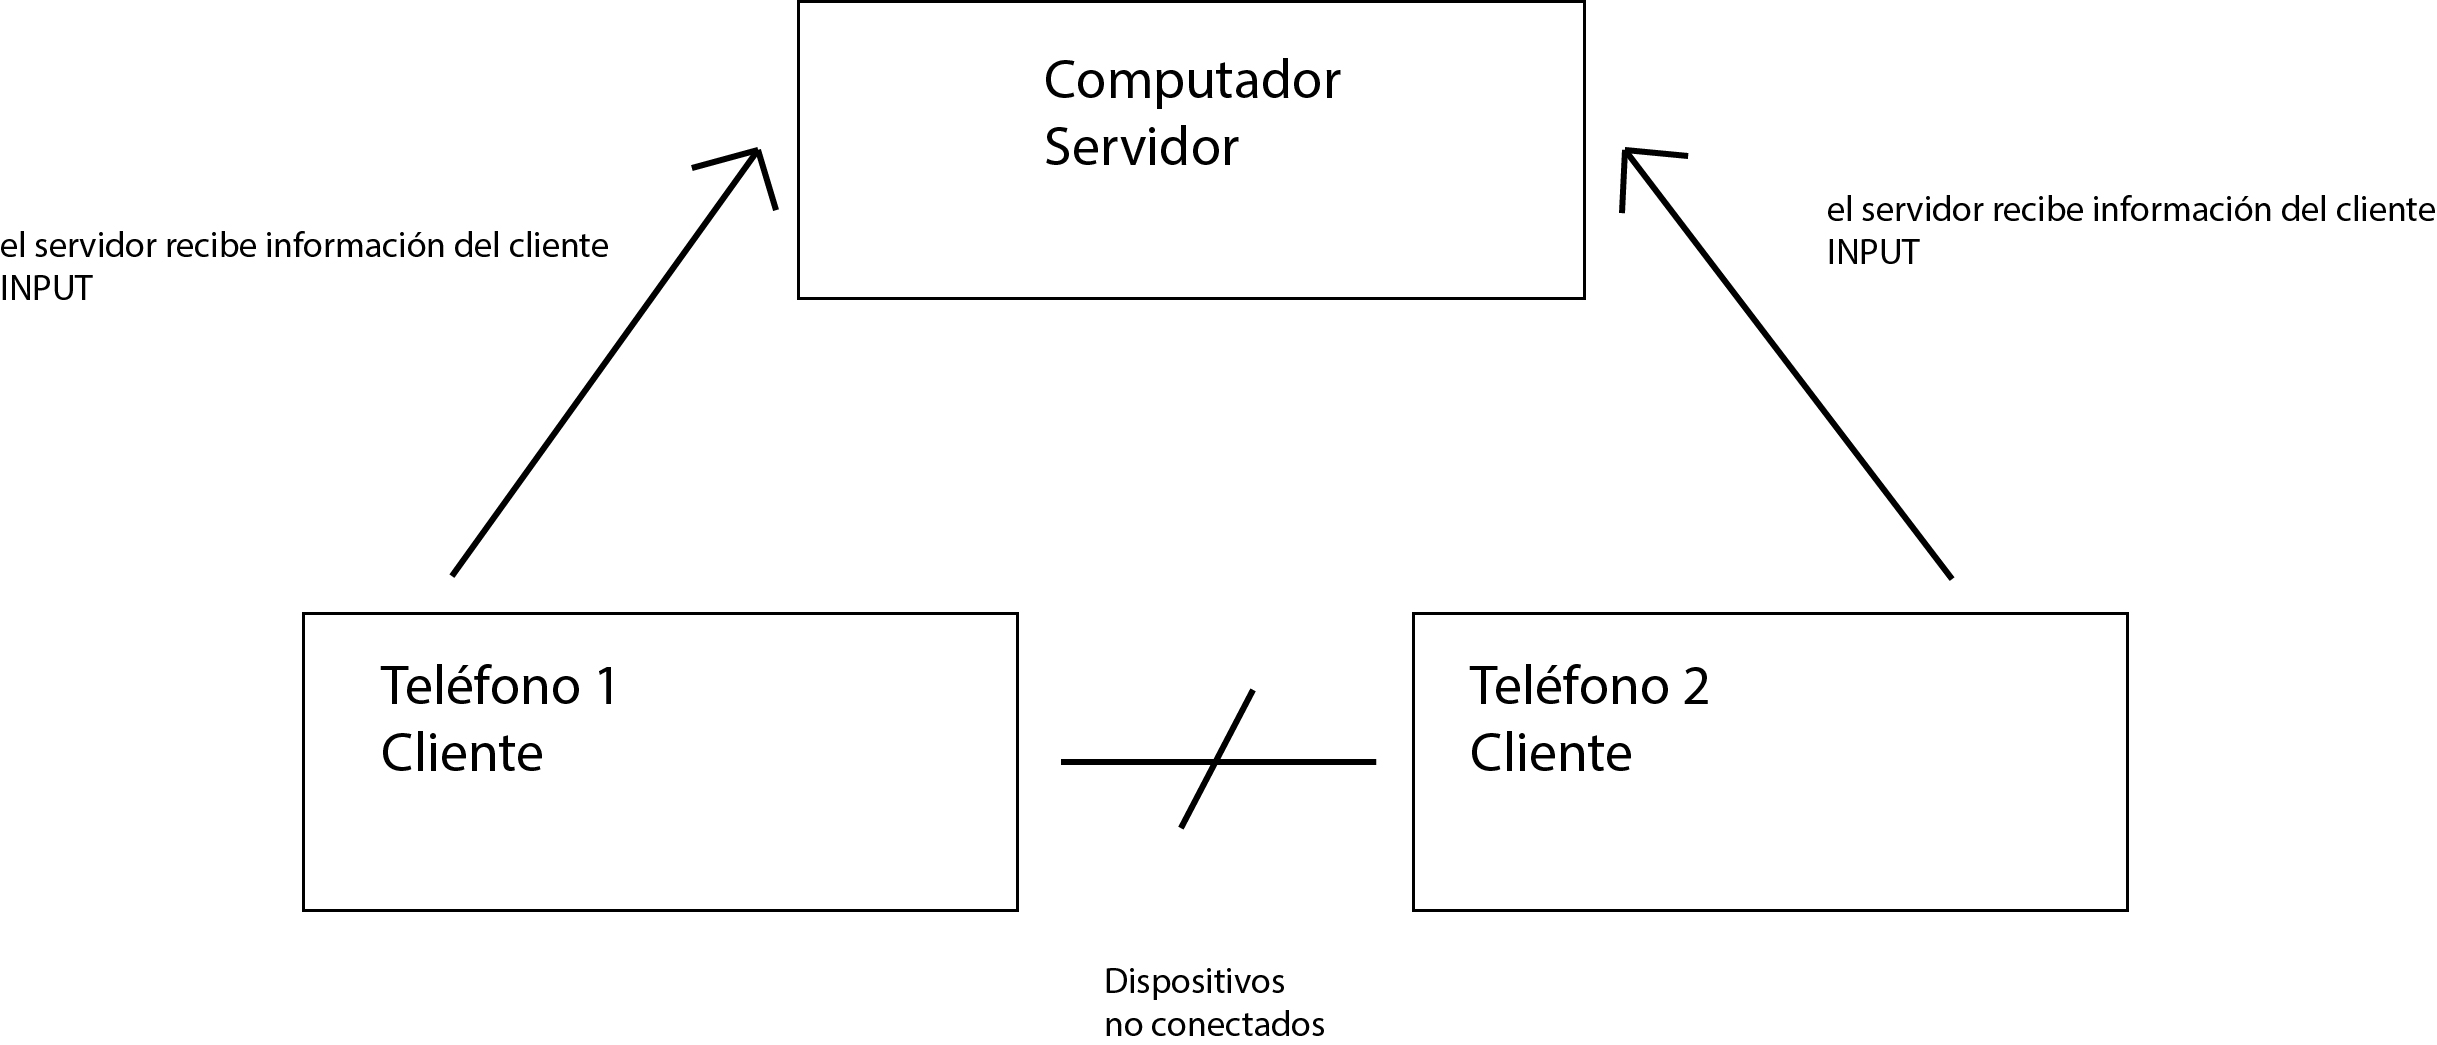 Computador
Servidor
el servidor recibe información del cliente
INPUT
el servidor recibe información del cliente
INPUT
Teléfono 1
Cliente
Teléfono 2
Cliente
Dispositivos
no conectados